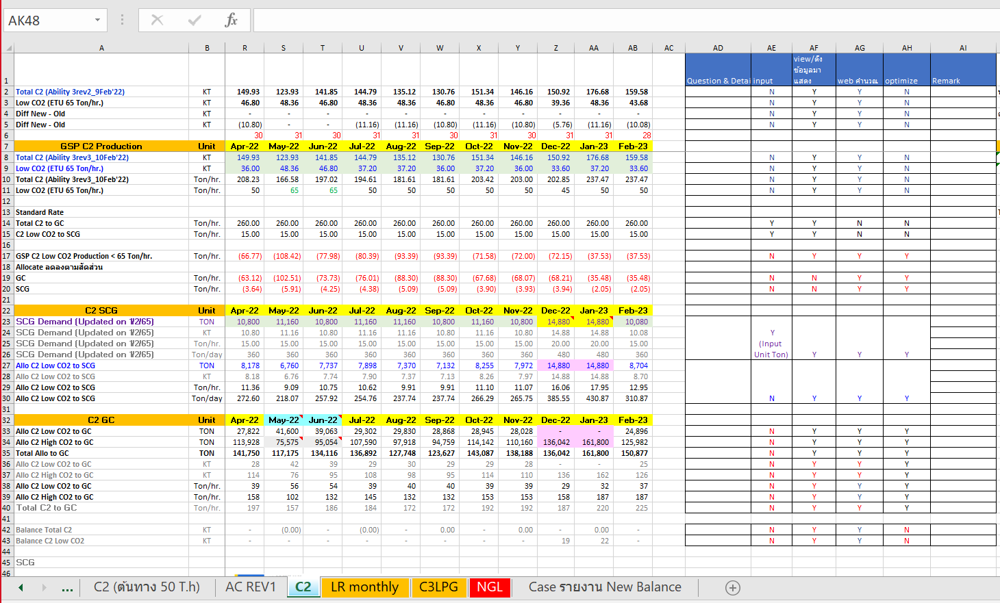 AK48 fx
A B R S T U V W X Y Z AA AB AC AD AE AF AG AH AI
1 Question & Detai input view/ดึงข้อมูลมาแสดง web คำนวณ optimize Remark
2 Total C2 (Ability 3rev2_9Feb'22) KT 149.93 123.93 141.85 144.79 135.12 130.76 151.34 146.16 150.92 176.68 159.58 N Y Y N
3 Low CO2 (ETU 65 Ton/hr.) KT 46.80 48.36 46.80 48.36 48.36 46.80 48.36 46.80 39.36 48.36 43.68 N Y Y N
4 Diff New - Old KT - - - - - - - - - - - N Y Y N
5 Diff New - Old KT (10.80) - - (11.16) (11.16) (10.80) (11.16) (10.80) (5.76) (11.16) (10.08) N Y Y N
6 30 31 30 31 31 30 31 30 31 31 28
7 GSP C2 Production Unit Apr-22 May-22 Jun-22 Jul-22 Aug-22 Sep-22 Oct-22 Nov-22 Dec-22 Jan-23 Feb-23
8 Total C2 (Ability 3rev3_10Feb'22) KT 149.93 123.93 141.85 144.79 135.12 130.76 151.34 146.16 150.92 176.68 159.58 N Y Y N
9 Low CO2 (ETU 65 Ton/hr.) KT 36.00 48.36 46.80 37.20 37.20 36.00 37.20 36.00 33.60 37.20 33.60 N Y Y N
10 Total C2 (Ability 3rev3_10Feb'22) Ton/hr. 208.23 166.58 197.02 194.61 181.61 181.61 203.42 203.00 202.85 237.47 237.47 N Y Y N
11 Low CO2 (ETU 65 Ton/hr.) Ton/hr. 50 65 65 50 50 50 50 50 45 50 50 N Y Y N
12
13 Standard Rate
14 Total C2 to GC Ton/hr. 260.00 260.00 260.00 260.00 260.00 260.00 260.00 260.00 260.00 260.00 260.00 Y Y N N
15 C2 Low CO2 to SCG Ton/hr. 15.00 15.00 15.00 15.00 15.00 15.00 15.00 15.00 15.00 15.00 15.00 Y Y N N
16
17 GSP C2 Low CO2 Production < 65 Ton/hr. Ton/hr. (66.77) (108.42) (77.98) (80.39) (93.39) (93.39) (71.58) (72.00) (72.15) (37.53) (37.53) N Y Y Y
18 Allocate ลดลงตามสัดส่วน
19 GC Ton/hr. (63.12) (102.51) (73.73) (76.01) (88.30) (88.30) (67.68) (68.07) (68.21) (35.48) (35.48) N N Y Y
20 SCG Ton/hr. (3.64) (5.91) (4.25) (4.38) (5.09) (5.09) (3.90) (3.93) (3.94) (2.05) (2.05) N N Y Y
21
22 C2 SCG Unit Apr-22 May-22 Jun-22 Jul-22 Aug-22 Sep-22 Oct-22 Nov-22 Dec-22 Jan-23 Feb-23
23 SCG Demand (Updated on 1/2/65) TON 10,800 11,160 10,800 11,160 11,160 10,800 11,160 10,800 14,880 14,880 10,080
24 SCG Demand (Updated on 1/2/65) KT 10.80 11.16 10.80 11.16 11.16 10.80 11.16 10.80 14.88 14.88 10.08 Y
25 SCG Demand (Updated on 1/2/65) Ton/hr. 15.00 15.00 15.00 15.00 15.00 15.00 15.00 15.00 20.00 20.00 15.00 (Input
26 SCG Demand (Updated on 1/2/65) Ton/day 360 360 360 360 360 360 360 360 480 480 360 Unit Ton) Y Y Y
27 Allo C2 Low CO2 to SCG TON 8,178 6,760 7,737 7,898 7,370 7,132 8,255 7,972 14,880 14,880 8,704
28 Allo C2 Low CO2 to SCG KT 8.18 6.76 7.74 7.90 7.37 7.13 8.26 7.97 14.88 14.88 8.70
29 Allo C2 Low CO2 to SCG Ton/hr. 11.36 9.09 10.75 10.62 9.91 9.91 11.10 11.07 16.06 17.95 12.95
30 Allo C2 Low CO2 to SCG Ton/day 272.60 218.07 257.92 254.76 237.74 237.74 266.29 265.75 385.55 430.87 310.87 N Y Y Y
31
32 C2 GC Unit Apr-22 May-22 Jun-22 Jul-22 Aug-22 Sep-22 Oct-22 Nov-22 Dec-22 Jan-23 Feb-23
33 Allo C2 Low CO2 to GC TON 27,822 41,600 39,063 29,302 29,830 28,868 28,945 28,028 - - 24,896 N Y Y Y
34 Allo C2 High CO2 to GC TON 113,928 75,575 95,054 107,590 97,918 94,759 114,142 110,160 136,042 161,800 125,982 N Y Y Y
35 Total Allo to GC TON 141,750 117,175 134,116 136,892 127,748 123,627 143,087 138,188 136,042 161,800 150,877 N Y Y Y
36 Allo C2 Low CO2 to GC KT 28 42 39 29 30 29 29 28 - - 25 N Y Y Y
37 Allo C2 High CO2 to GC KT 114 76 95 108 98 95 114 110 136 162 126 N Y Y Y
38 Allo C2 Low CO2 to GC Ton/hr. 39 56 54 39 40 40 39 39 29 32 37 N Y Y Y
39 Allo C2 High CO2 to GC Ton/hr. 158 102 132 145 132 132 153 153 158 187 187 N Y Y Y
40 Total C2 to GC Ton/hr. 197 157 186 184 172 172 192 192 187 220 225 N Y Y Y
41
42 Balance Total C2 KT - (0.00) - (0.00) - 0.00 - 0.00 - 0.00 - N Y Y N
43 Balance C2 Low CO2 KT - - - - - - - - 19 22 - N Y Y N
44
45 SCG
46
... C2 (ต้นทาง 50 T.h) AC REV1 C2 LR monthly C3LPG NGL Case รายงาน New Balance